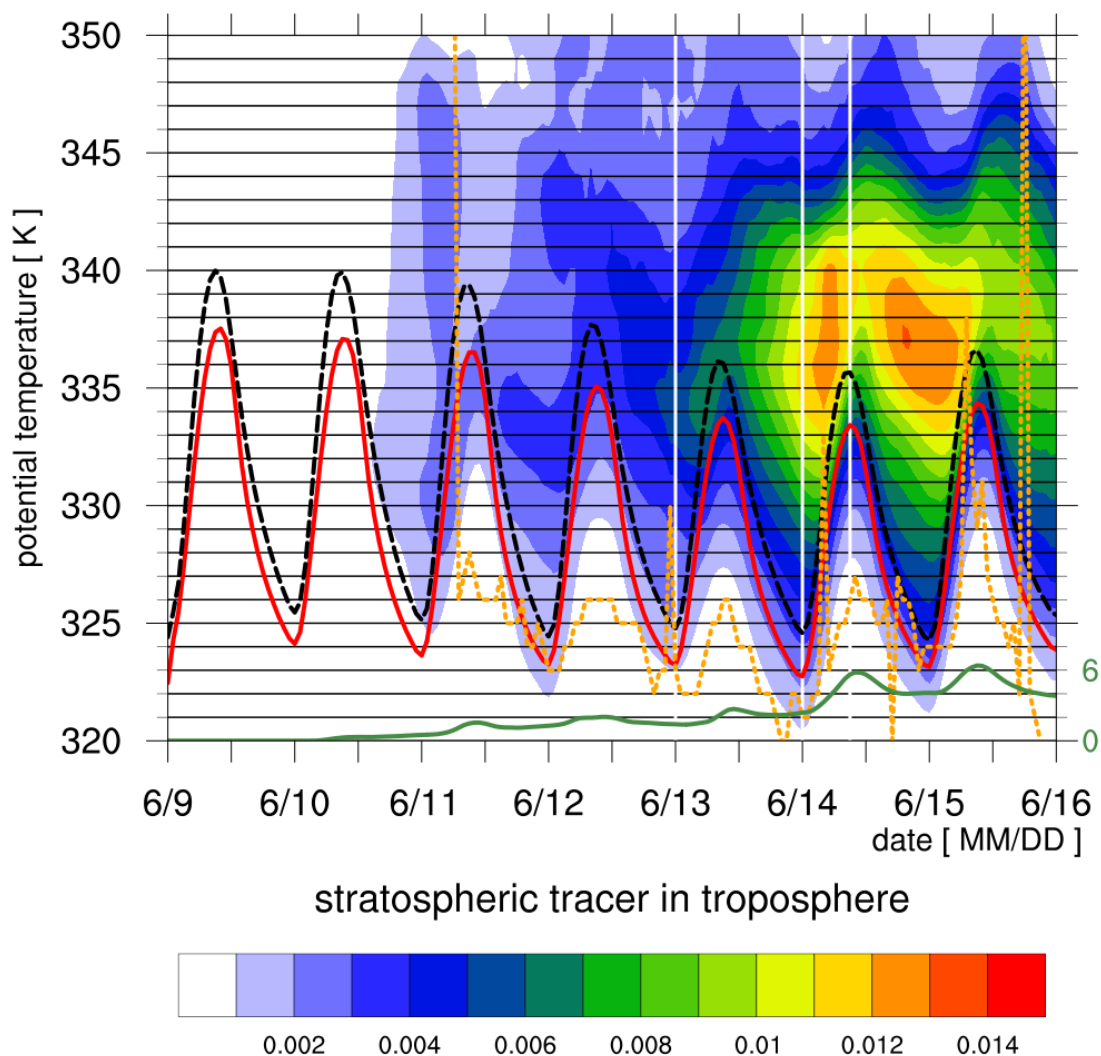 350
345
340
335
330
325
320
potential temperature [ K ]
6
0
6/9 6/10 6/11 6/12 6/13 6/14 6/15 6/16
date [ MM/DD ]
stratospheric tracer in troposphere
0.002 0.004 0.006 0.008 0.01 0.012 0.014